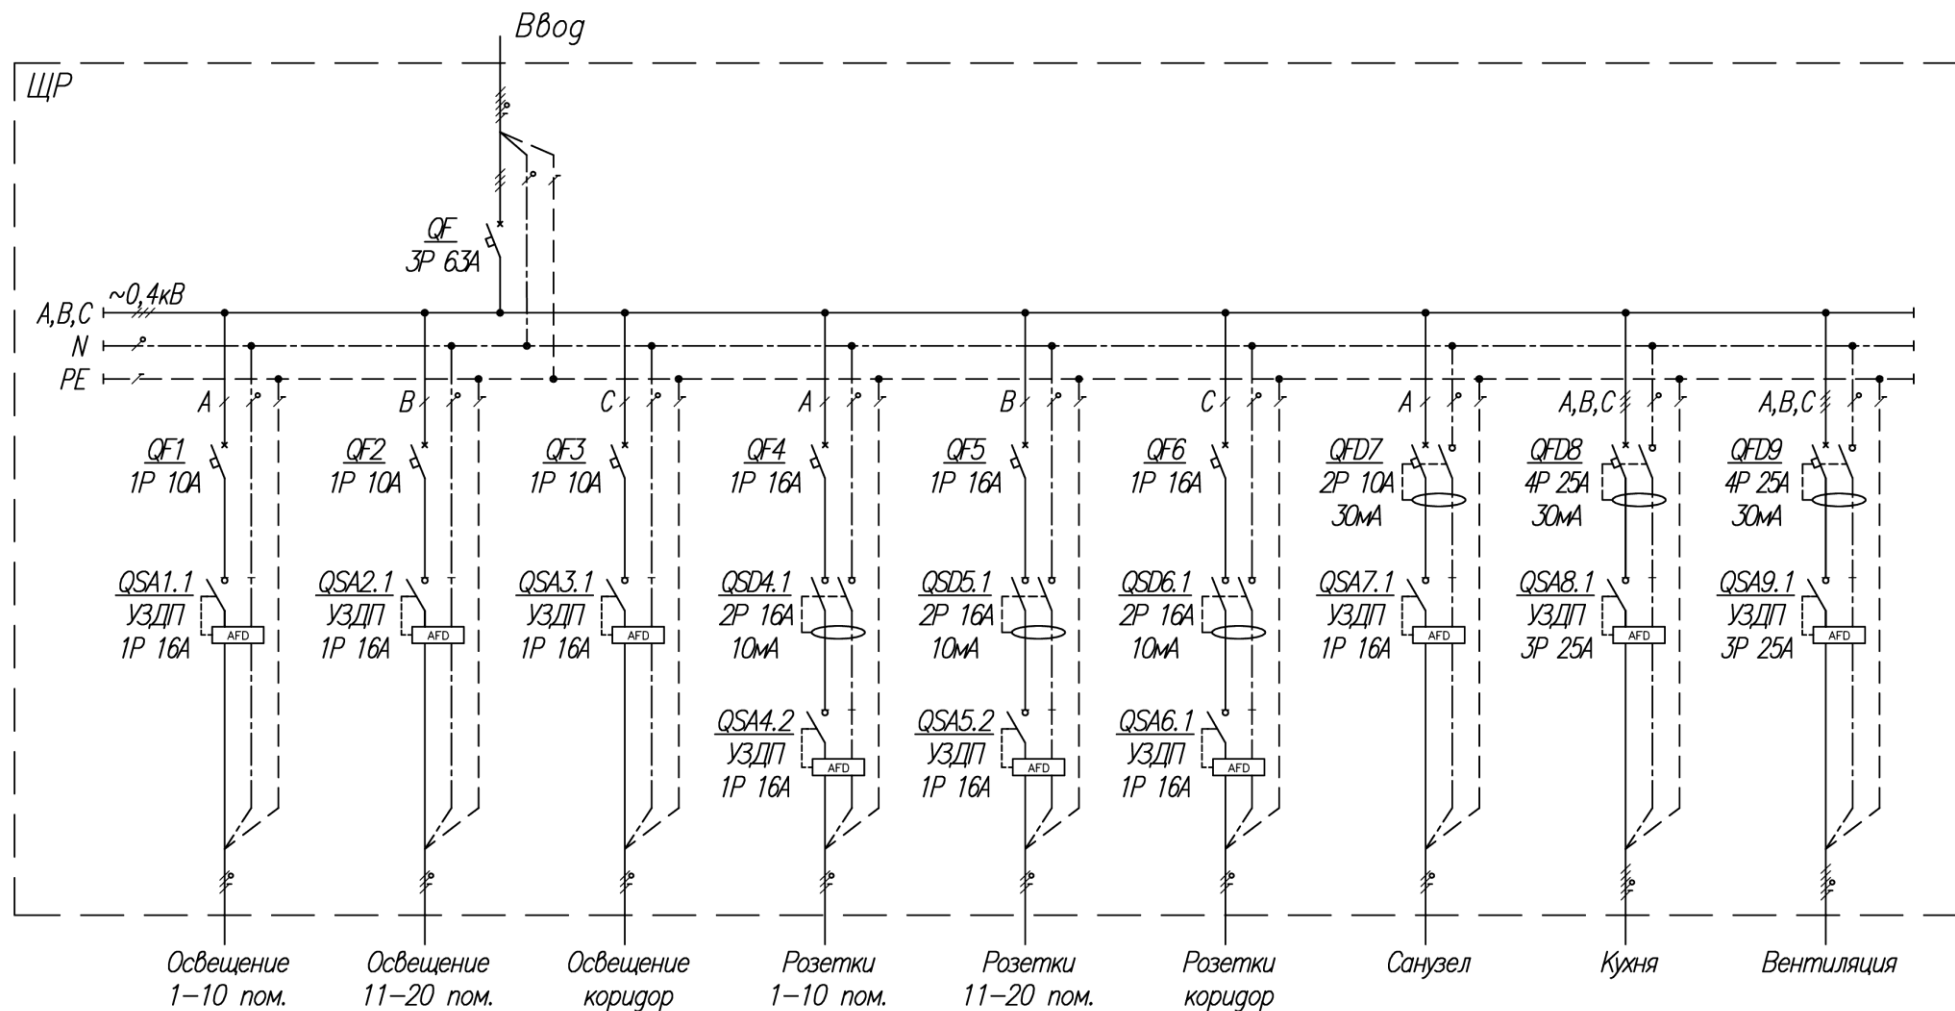 Ввод
ЩР
QF
3P 63A
~0,4кВ
A,B,C
N
PE
A
B
C
A
B
C
A
A,B,C
A,B,C
QF1
1P 10A
QF2
1P 10A
QF3
1P 10A
QF4
1P 16A
QF5
1P 16A
QF6
1P 16A
QFD7
2P 10A
30мА
QFD8
4P 25A
30мА
QFD9
4P 25A
30мА
QSA1.1
УЗДП
1P 16A
AFD
QSA2.1
УЗДП
1P 16A
AFD
QSA3.1
УЗДП
1P 16A
AFD
QSD4.1
2P 16A
10мА
QSD5.1
2P 16A
10мА
QSD6.1
2P 16A
10мА
QSA7.1
УЗДП
1P 16A
AFD
QSA8.1
УЗДП
3P 25A
AFD
QSA9.1
УЗДП
3P 25A
AFD
QSA4.2
УЗДП
1P 16A
AFD
QSA5.2
УЗДП
1P 16A
AFD
QSA6.1
УЗДП
1P 16A
AFD
Освещение
1-10 пом.
Освещение
11-20 пом.
Освещение
коридор
Розетки
1-10 пом.
Розетки
11-20 пом.
Розетки
коридор
Санузел
Кухня
Вентиляция